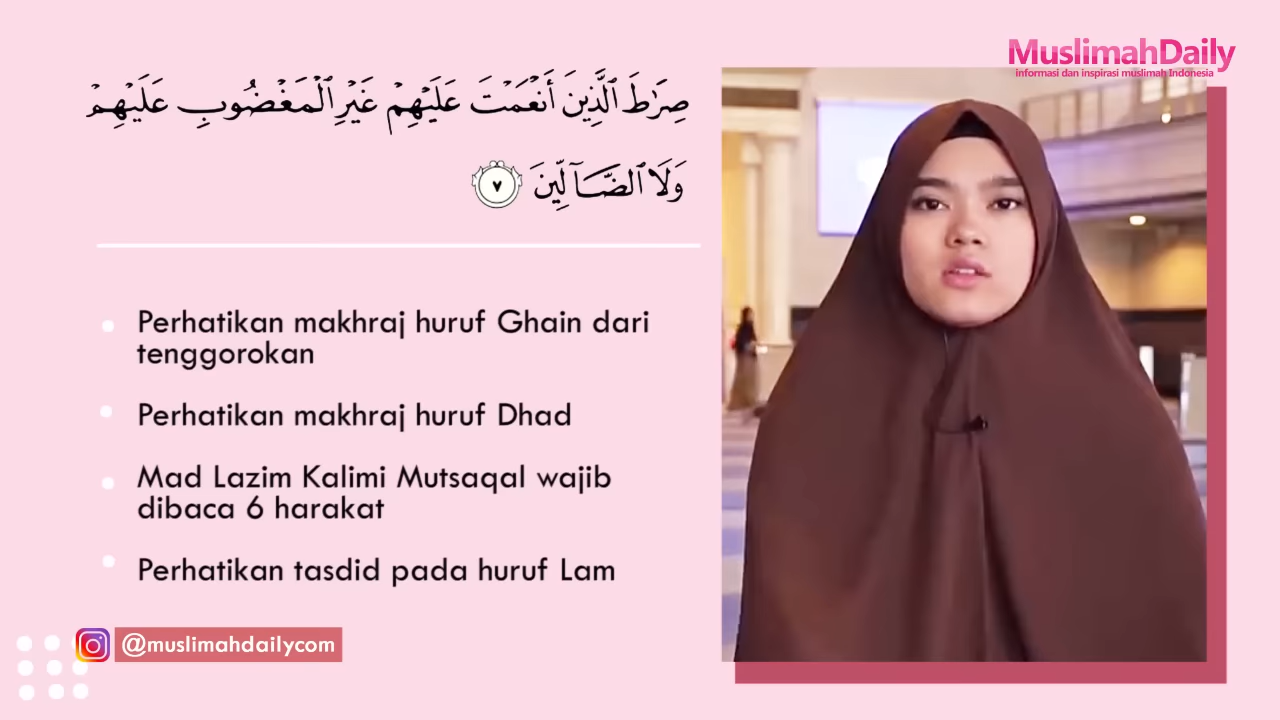 MuslimahDaily
informasi dan inspirasi muslimah Indonesia
صِرَٰطَ ٱلَّذِينَ أَنْعَمْتَ عَلَيْهِمْ غَيْرِ ٱلْمَغْضُوبِ عَلَيْهِمْ
وَلَا ٱلضَّآلِّينَ ٧
Perhatikan makhraj huruf Ghain dari
tenggorokan
Perhatikan makhraj huruf Dhad
Mad Lazim Kalimi Mutsaqal wajib
dibaca 6 harakat
Perhatikan tasdid pada huruf Lam
@muslimahdailycom